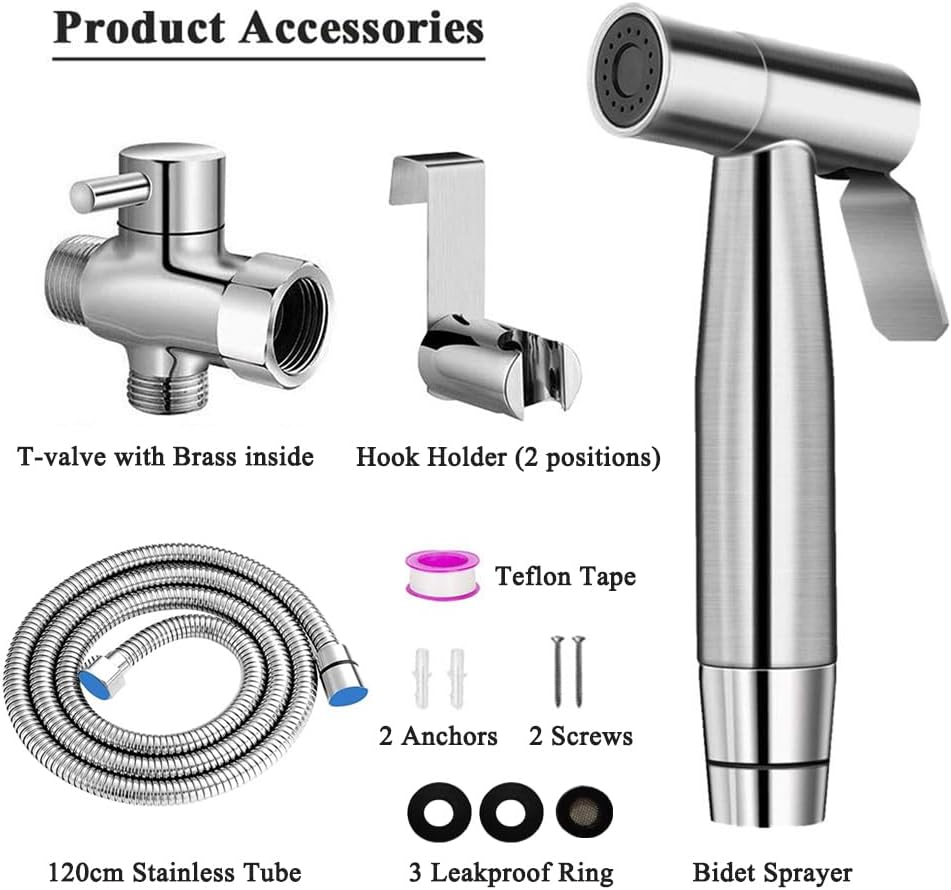 Product Accessories
T-valve with Brass inside
Hook Holder (2 positions)
Teflon Tape
2 Anchors
2 Screws
120cm Stainless Tube
3 Leakproof Ring
Bidet Sprayer